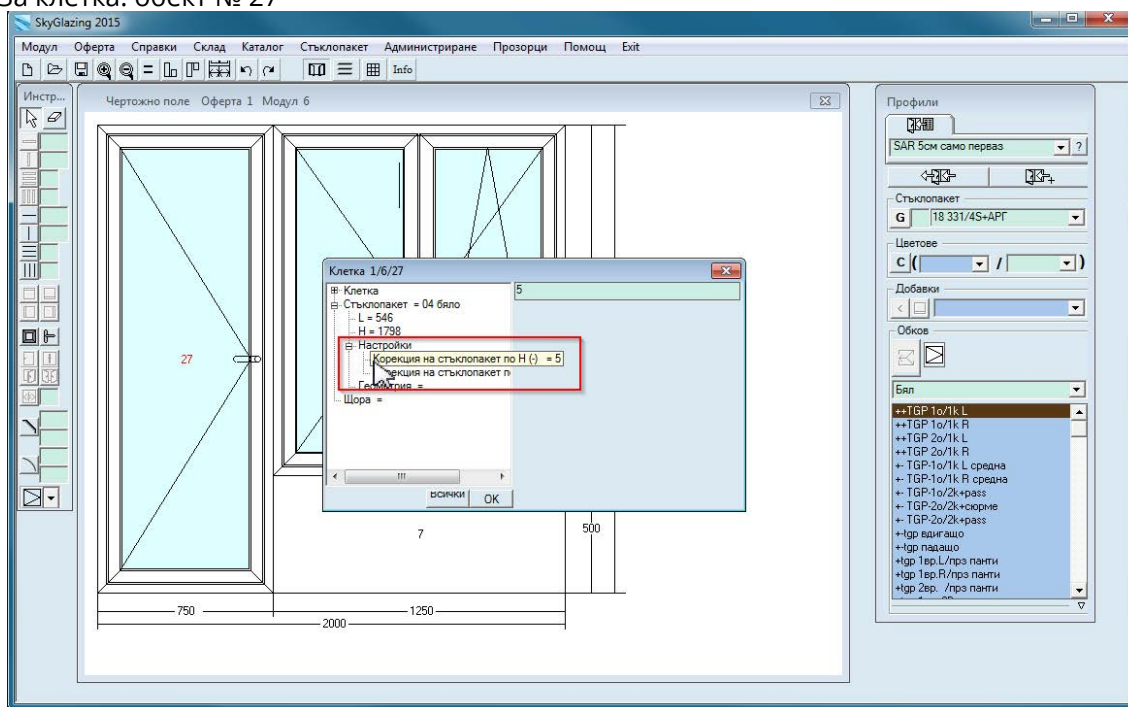 За клетка: обект № 27
SkyGlazing 2015
Модул Оферта Справки Склад Каталог Стъклопакет Администриране Прозорци Помощ Exit
Info
Инстр...
Чертожно поле Оферта 1 Модул 6
27
7
500
750
1250
2000
Клетка 1/6/27
Клетка
Стъклопакет = 04 бяло
L = 546
H = 1798
Настройки
Корекция на стъклопакет по H (-) = 5
на стъклопакет по
Геометрия =
Щора =
5
Всички
OK
Профили
SAR 5см само перваз
?
Стъклопакет
G 18 331/4S+АРГ
Цветове
C ( / )
Добавки
<
Обков
Бял
++TGP 1o/1k L
++TGP 1o/1k R
++TGP 2o/1k L
++TGP 2o/1k R
+- TGP-1o/1k L средна
+- TGP-1o/1k R средна
+- TGP-1o/2k+pass
+- TGP-2o/2k+сюрме
+- TGP-2o/2k+pass
+-tgp вдигащо
+-tgp падащо
+tgp 1вр.L/прз панти
+tgp 1вр.R/прз панти
+tgp 2вр. /прз панти